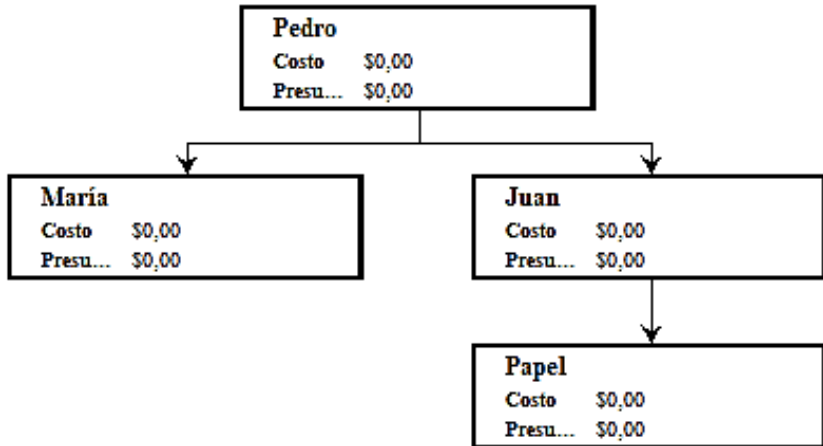 Pedro
Costo $0,00
Presu... $0,00
María
Costo $0,00
Presu... $0,00
Juan
Costo $0,00
Presu... $0,00
Papel
Costo $0,00
Presu... $0,00